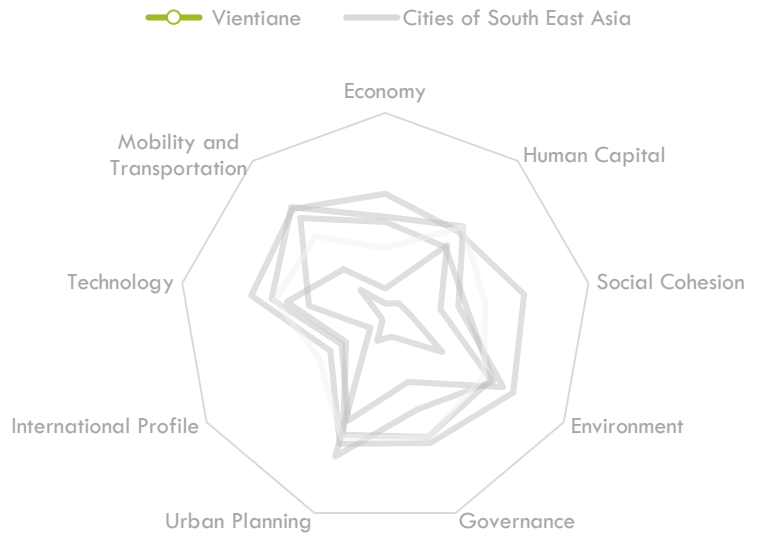 Vientiane
Cities of South East Asia
Economy
Mobility and
Transportation
Human Capital
Technology
Social Cohesion
International Profile
Environment
Urban Planning
Governance